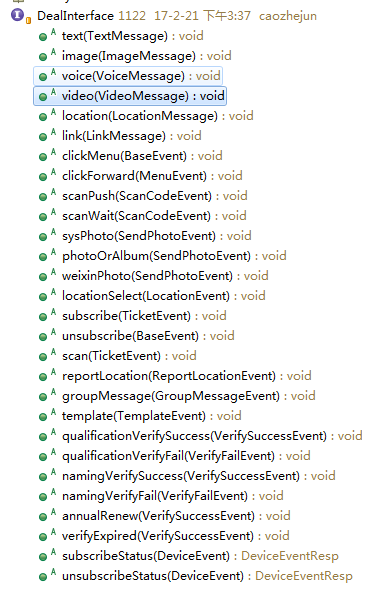 DealInterface 1122 17-2-21 下午3:37 caozhejun
text(TextMessage) : void
image(ImageMessage) : void
voice(VoiceMessage) : void
video(VideoMessage) : void
location(LocationMessage) : void
link(LinkMessage) : void
clickMenu(BaseEvent) : void
clickForward(MenuEvent) : void
scanPush(ScanCodeEvent) : void
scanWait(ScanCodeEvent) : void
sysPhoto(SendPhotoEvent) : void
photoOrAlbum(SendPhotoEvent) : void
weixinPhoto(SendPhotoEvent) : void
locationSelect(LocationEvent) : void
subscribe(TicketEvent) : void
unsubscribe(BaseEvent) : void
scan(TicketEvent) : void
reportLocation(ReportLocationEvent) : void
groupMessage(GroupMessageEvent) : void
template(TemplateEvent) : void
qualificationVerifySuccess(VerifySuccessEvent) : void
qualificationVerifyFail(VerifyFailEvent) : void
namingVerifySuccess(VerifySuccessEvent) : void
namingVerifyFail(VerifyFailEvent) : void
annualRenew(VerifySuccessEvent) : void
verifyExpired(VerifySuccessEvent) : void
subscribeStatus(DeviceEvent) : DeviceEventResp
unsubscribeStatus(DeviceEvent) : DeviceEventResp